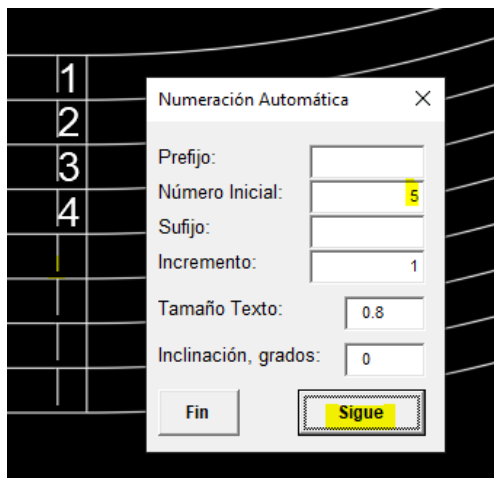 1
2
3
4
Numeración Automática
Prefijo:
Número Inicial: 5
Sufijo:
Incremento: 1
Tamaño Texto: 0.8
Inclinación, grados: 0
Fin Sigue